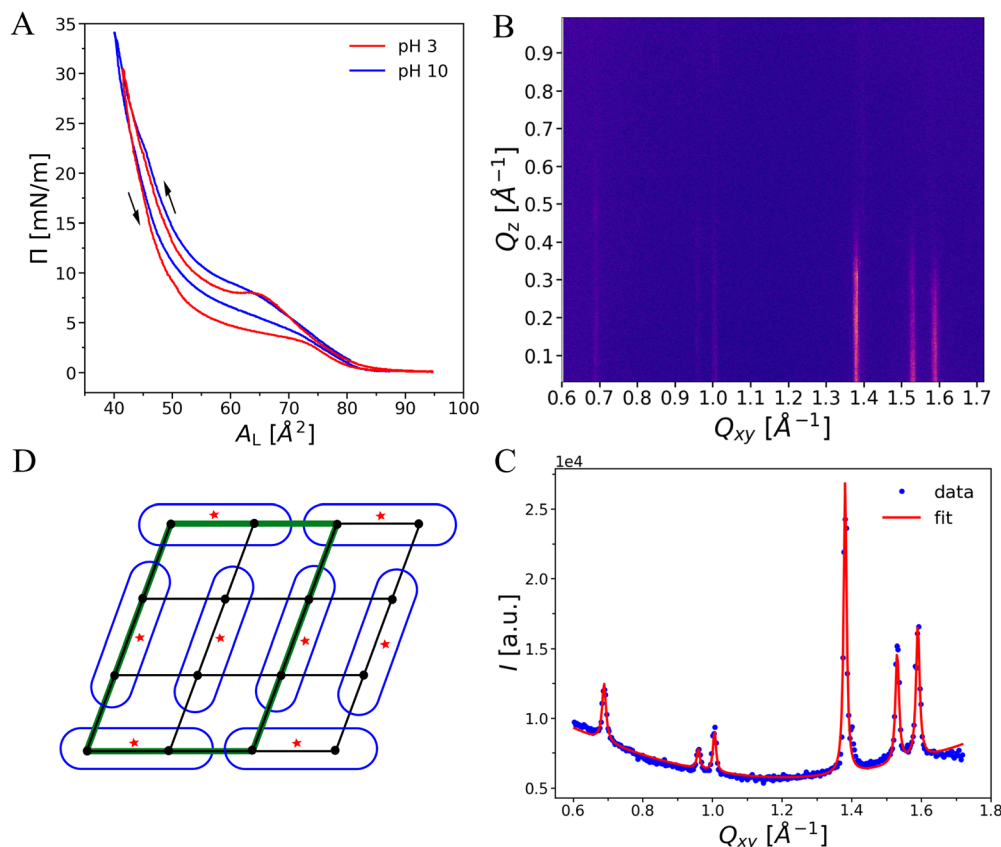 A
35
30
25
20
15
10
5
0
Π [mN/m]
pH 3
pH 10
40
50
60
70
80
90
100
A_L [Å²]
B
0.9
0.8
0.7
0.6
0.5
0.4
0.3
0.2
0.1
Q_z [Å⁻¹]
0.6 0.7 0.8 0.9 1.0 1.1 1.2 1.3 1.4 1.5 1.6 1.7
Q_xy [Å⁻¹]
D
C
1e4
2.5
2.0
1.5
1.0
0.5
I [a.u.]
data
fit
0.6 0.8 1.0 1.2 1.4 1.6 1.8
Q_xy [Å⁻¹]